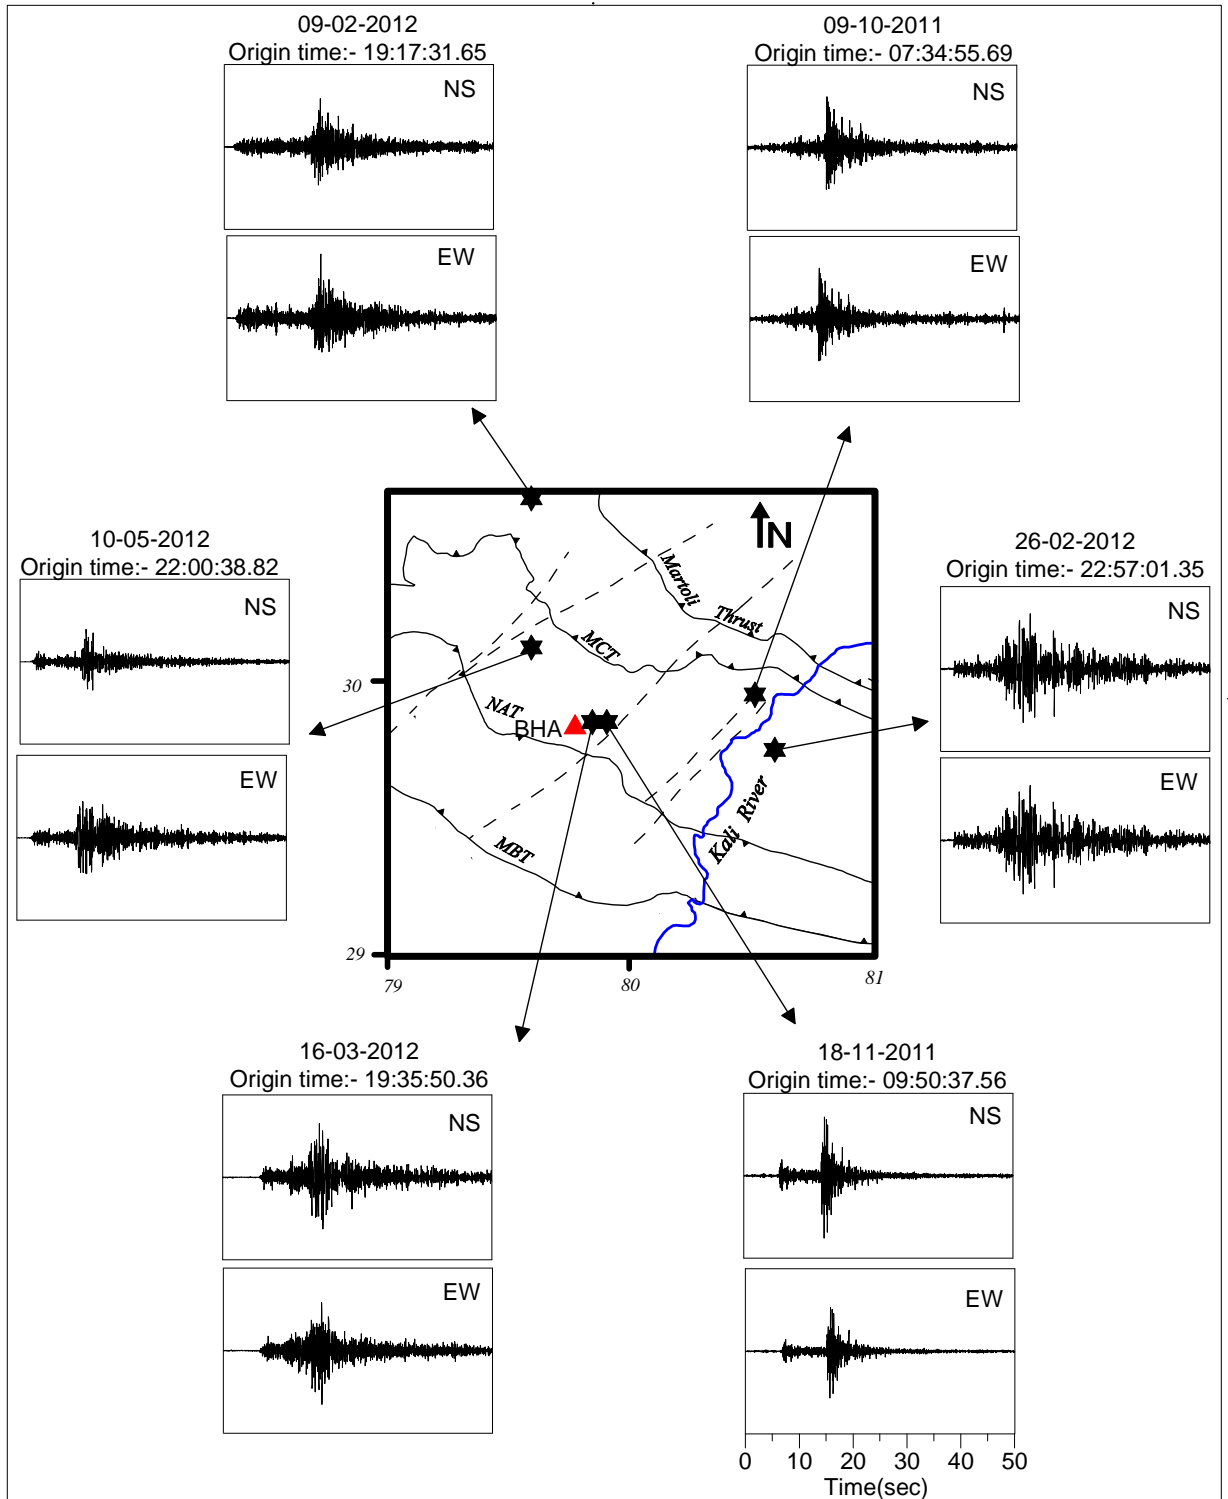 09-02-2012
Origin time:- 19:17:31.65
NS
EW
09-10-2011
Origin time:- 07:34:55.69
NS
EW
10-05-2012
Origin time:- 22:00:38.82
NS
EW
26-02-2012
Origin time:- 22:57:01.35
NS
EW
N
Martoli Thrust
MCT
NAT
BHA
MBT
Kali River
30
29
79
80
81
16-03-2012
Origin time:- 19:35:50.36
NS
EW
18-11-2011
Origin time:- 09:50:37.56
NS
EW
0 10 20 30 40 50
Time(sec)